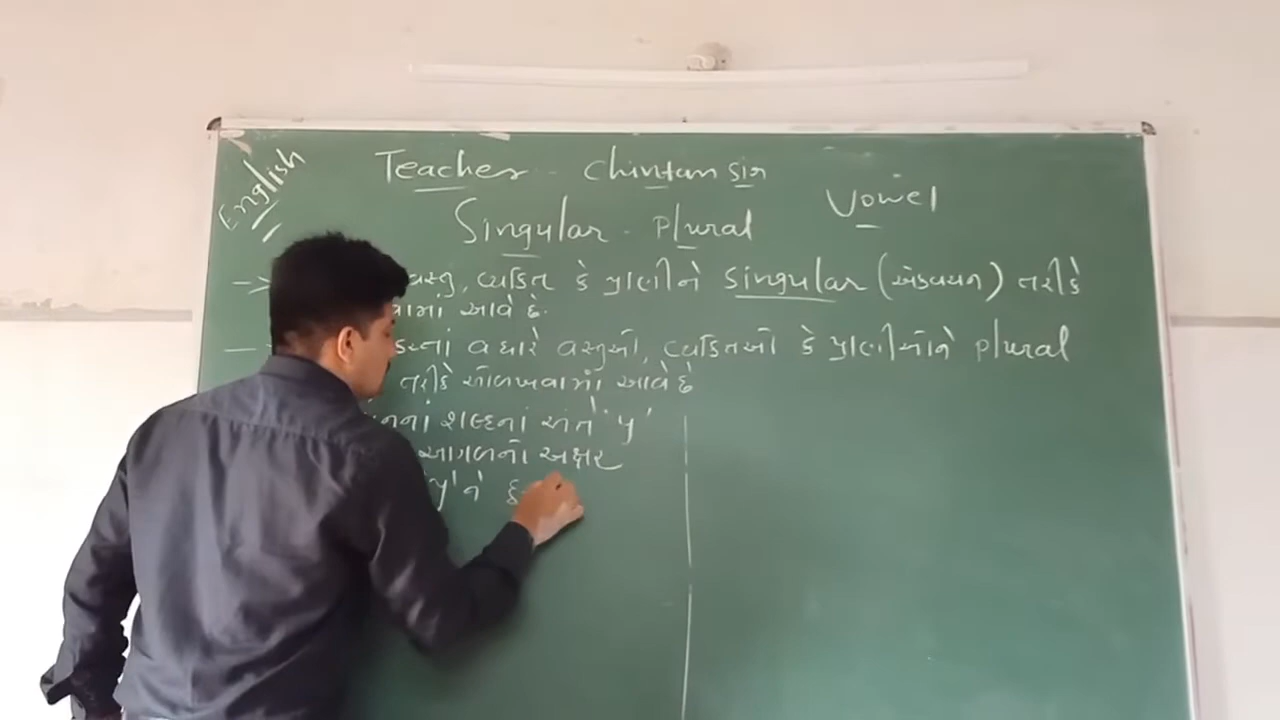 English
Teacher - Chintan sir
Vowel
Singular - plural
→ વસ્તુ, વ્યકિત કે પ્રાણીને singular (એકવચન) તરીકે
આવે છે.
વધારે વસ્તુઓ, વ્યકિતઓ કે પ્રાણીઓને plural
તરીકે ઓળખવામાં આવે છે
શબ્દનાં અંતે 'y'
આગળનો અક્ષર
'y'ને